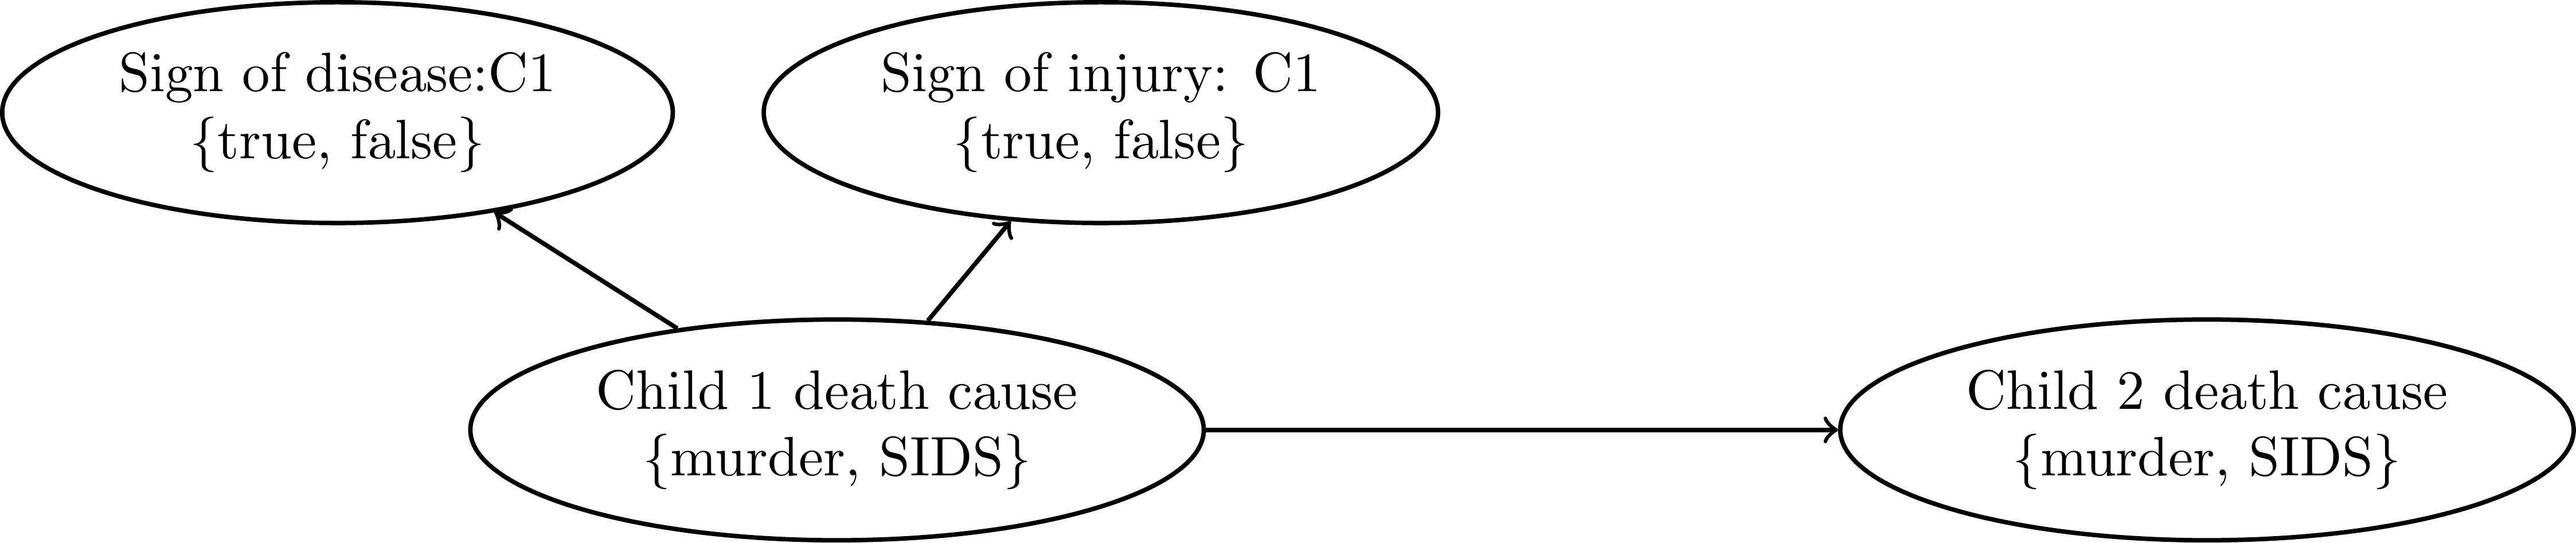 Sign of disease:C1
{true, false}
Sign of injury: C1
{true, false}
Child 1 death cause
{murder, SIDS}
Child 2 death cause
{murder, SIDS}